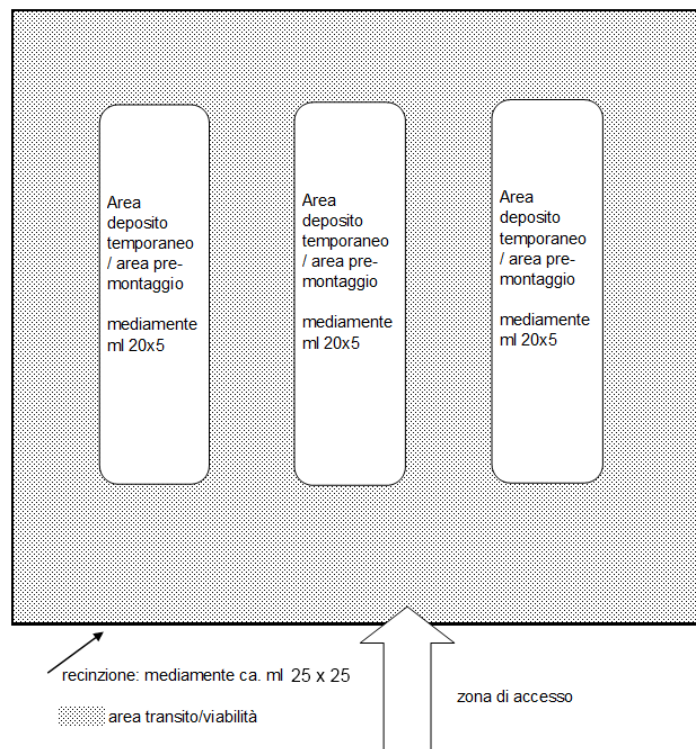 Area
deposito
temporaneo
/ area pre-
montaggio
mediamente
ml 20x5
Area
deposito
temporaneo
/ area pre-
montaggio
mediamente
ml 20x5
Area
deposito
temporaneo
/ area pre-
montaggio
mediamente
ml 20x5
recinzione: mediamente ca. ml 25 x 25
zona di accesso
area transito/viabilità